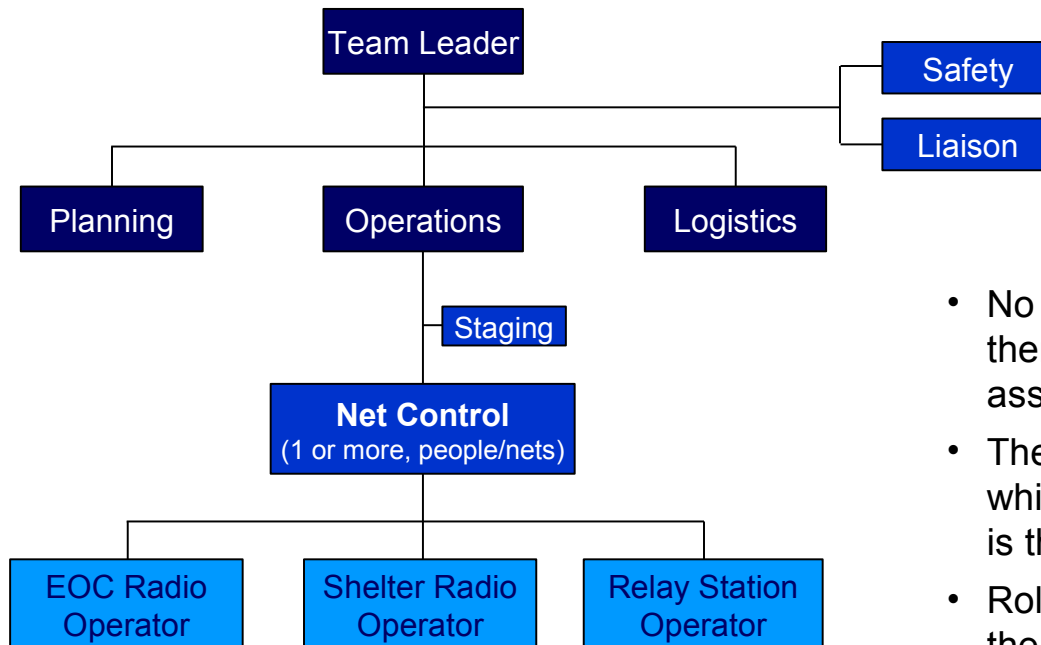 Team Leader
Safety
Liaison
Planning
Operations
Logistics
Staging
Net Control
(1 or more, people/nets)
EOC Radio
Operator
Shelter Radio
Operator
Relay Station
Operator
• No
the
ass
• The
whi
is th
• Rol